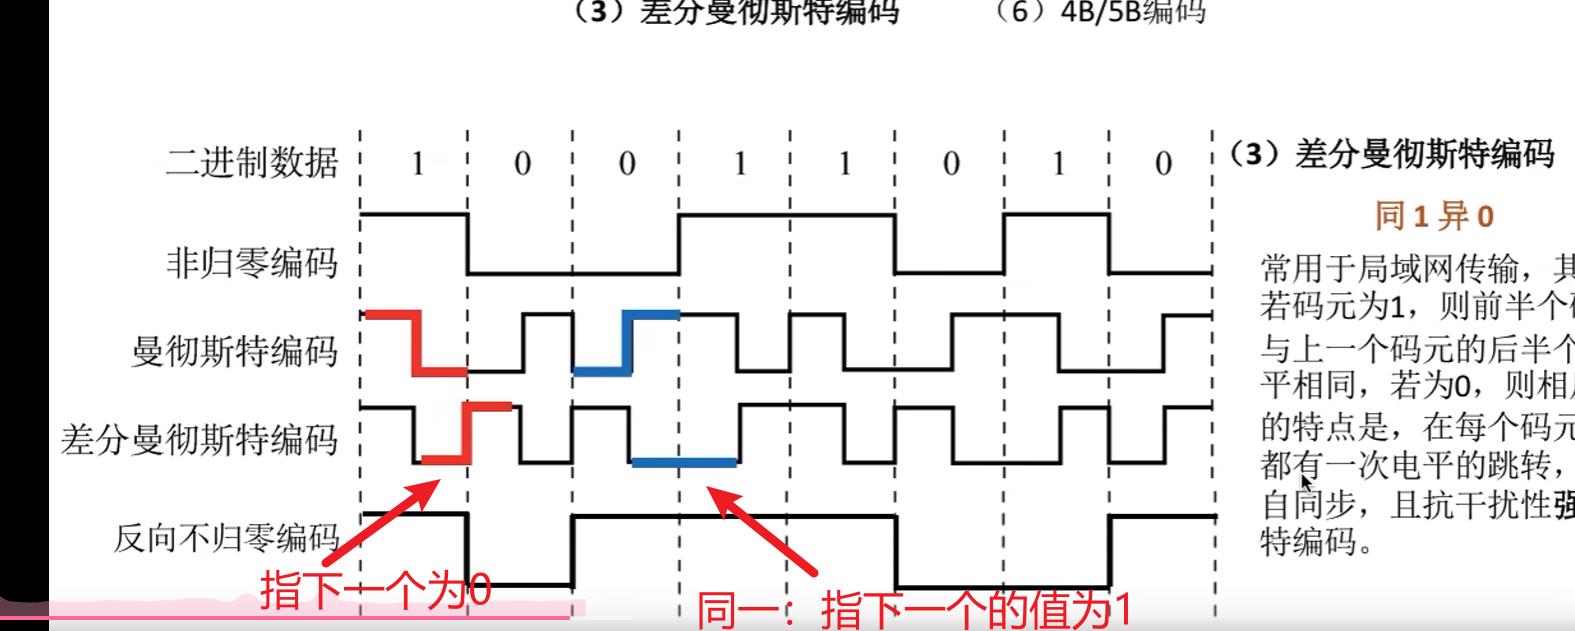 （3）差分曼彻斯特编码 （6）4B/5B编码
二进制数据 1 0 0 1 1 0 1 0
（3）差分曼彻斯特编码
同 1 异 0
非归零编码
曼彻斯特编码
差分曼彻斯特编码
反向不归零编码
常用于局域网传输，其
若码元为1，则前半个
与上一个码元的后半个
平相同，若为0，则相
的特点是，在每个码元
都有一次电平的跳转，
自同步，且抗干扰性强
特编码。
指下一个为0
同一：指下一个的值为1